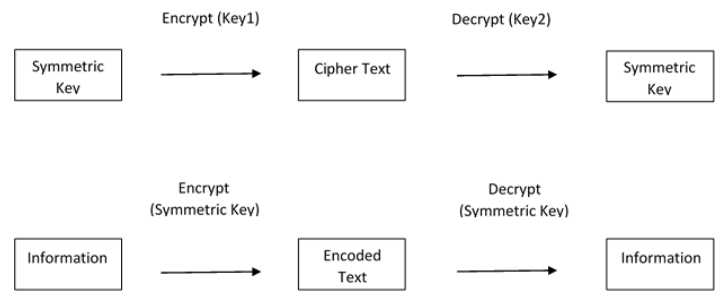 Encrypt (Key1)
Decrypt (Key2)
Symmetric
Key
Cipher Text
Symmetric
Key
Encrypt
(Symmetric Key)
Decrypt
(Symmetric Key)
Information
Encoded
Text
Information